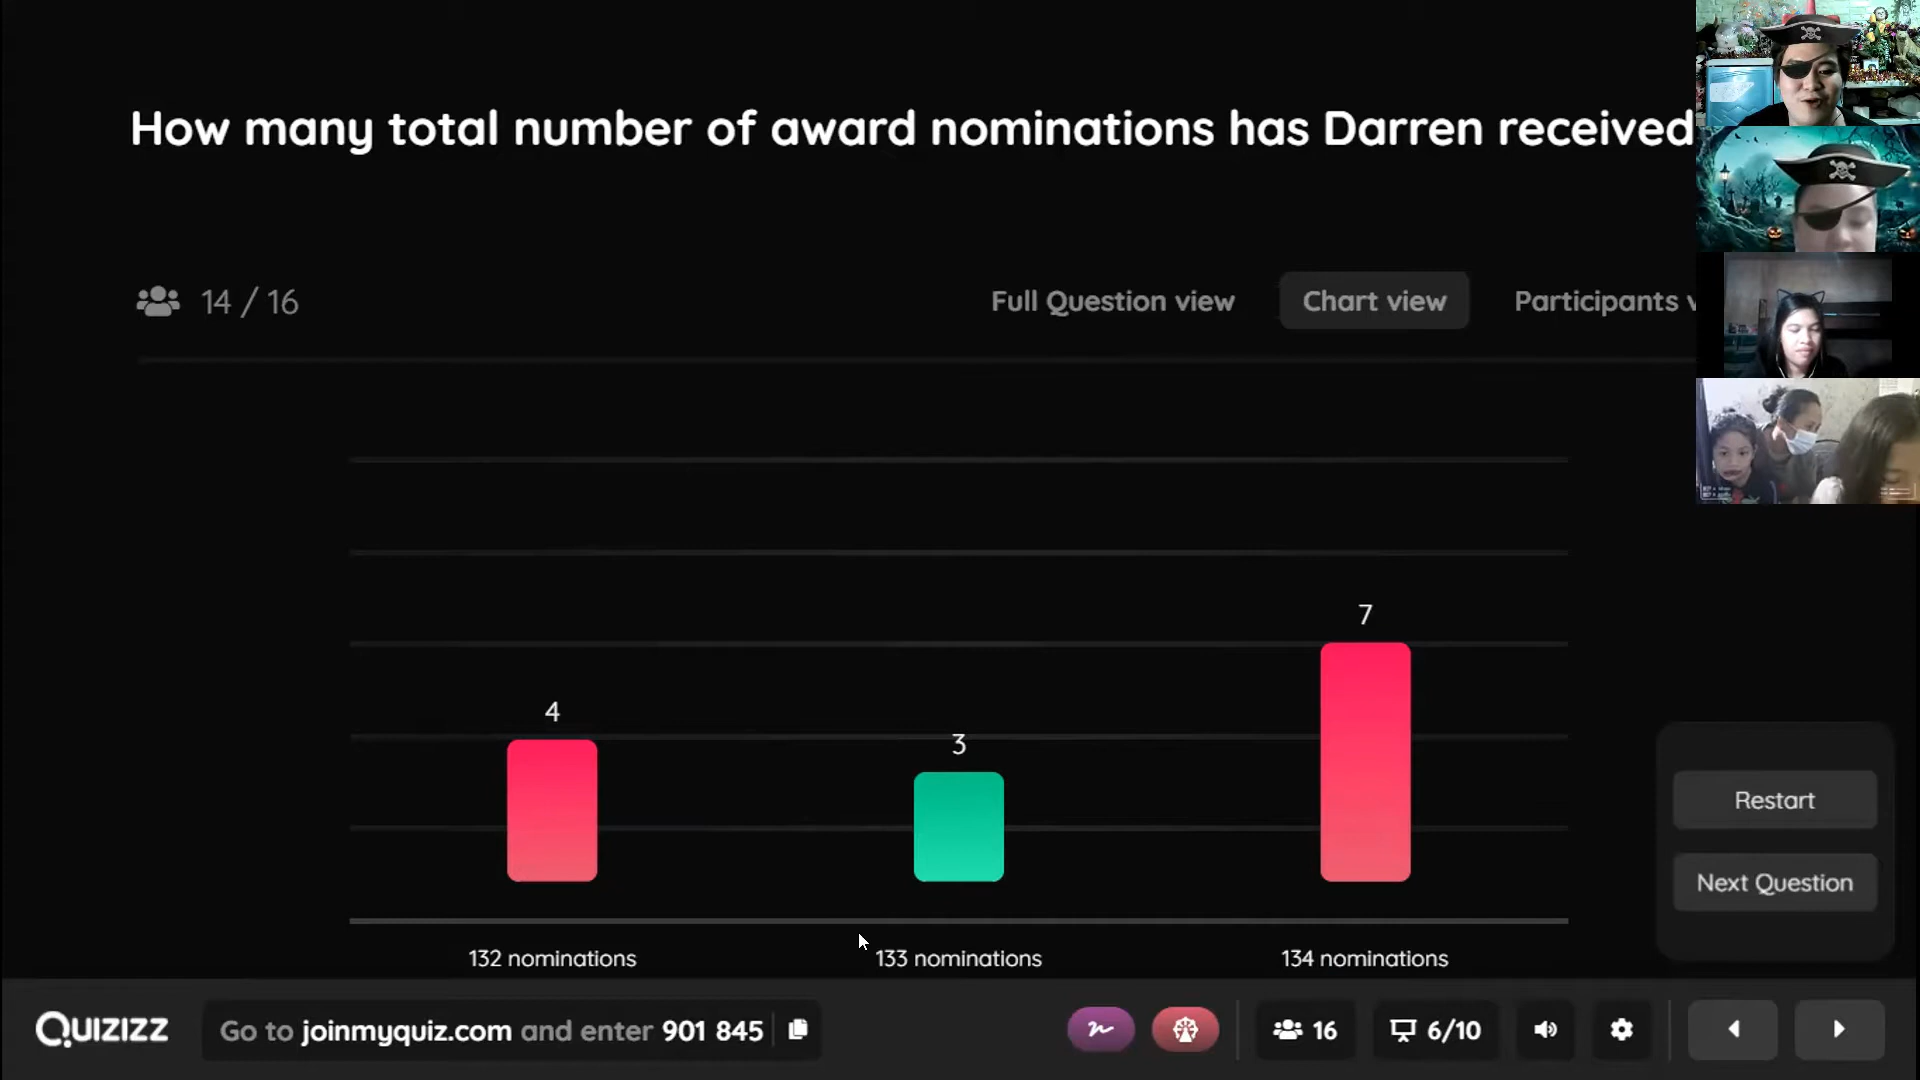 How many total number of award nominations has Darren received
14 / 16
Full Question view
Chart view
Participants v
4
3
7
132 nominations
133 nominations
134 nominations
Restart
Next Question
QUIZIZZ
Go to joinmyquiz.com and enter 901 845
16
6/10